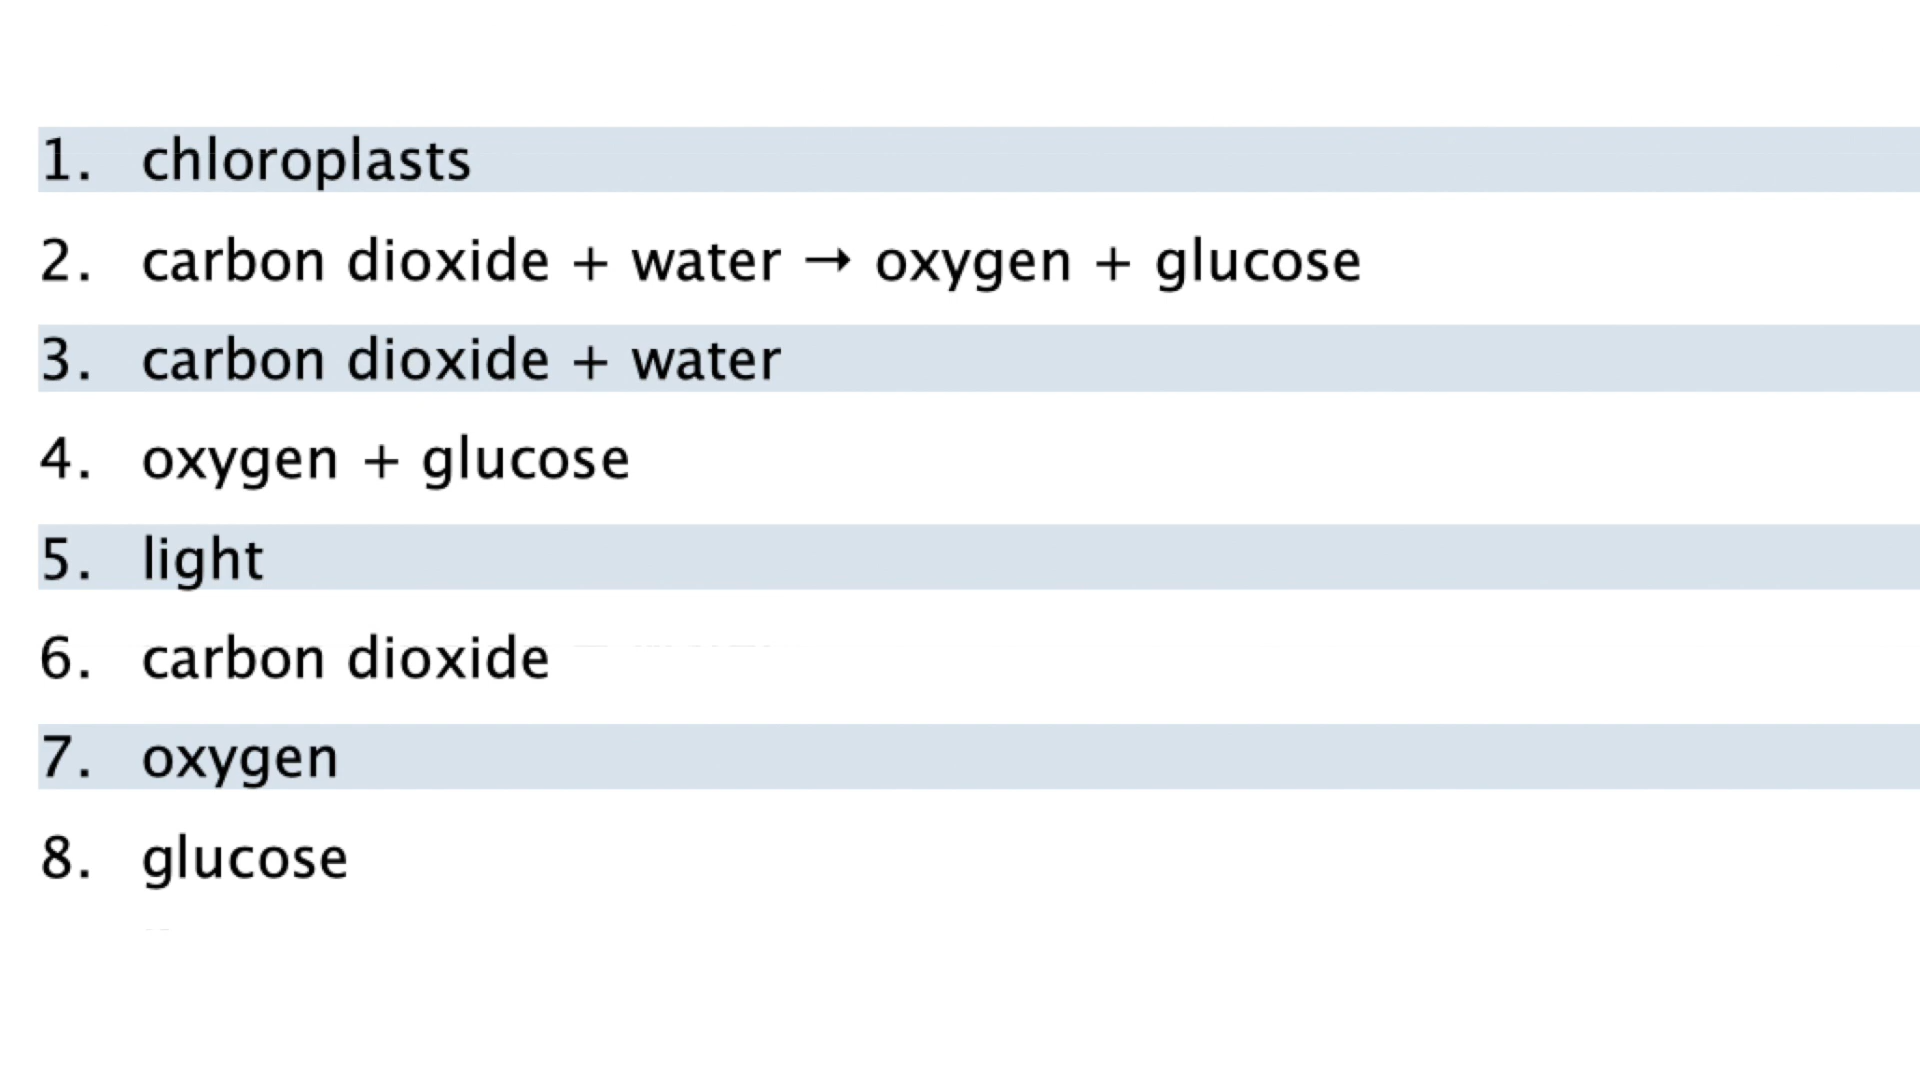 1. chloroplasts
2. carbon dioxide + water → oxygen + glucose
3. carbon dioxide + water
4. oxygen + glucose
5. light
6. carbon dioxide
7. oxygen
8. glucose